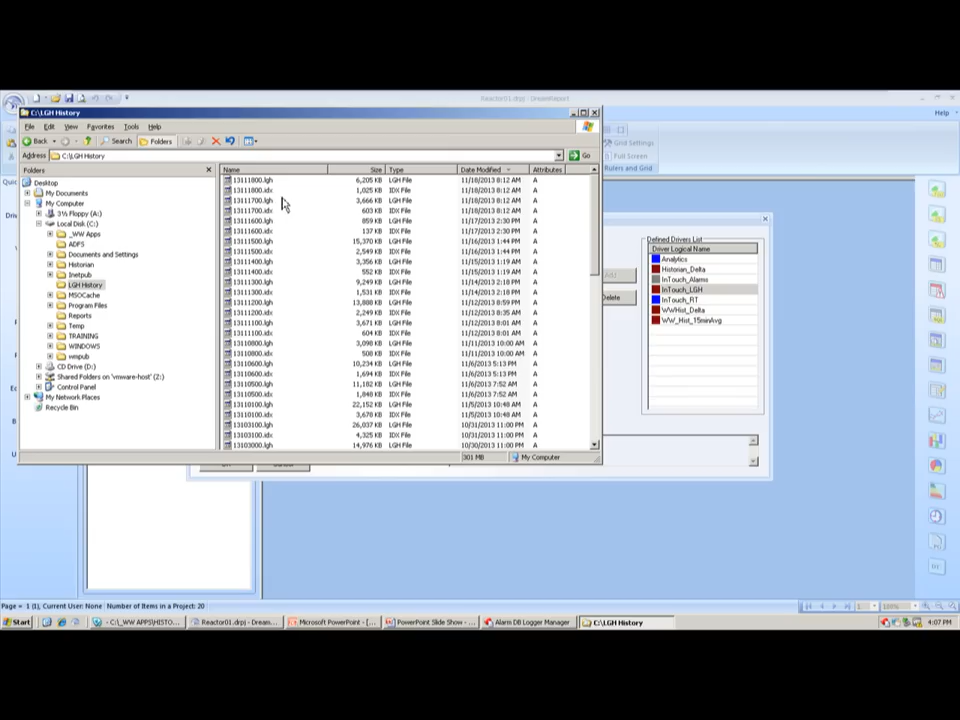 Reactor01.drpj - DreamReport
Help
C:\LGH History
File Edit View Favorites Tools Help
Back Search Folders
Address C:\LGH History Go
Grid Settings
Full Screen
Rulers and Grid
Folders
Desktop
My Documents
My Computer
3½ Floppy (A:)
Local Disk (C:)
_WW Apps
ADFS
Documents and Settings
Historian
Inetpub
LGH History
MSOCache
Program Files
Reports
Temp
TRAINING
WINDOWS
wmpub
CD Drive (D:)
Shared Folders on 'vmware-host' (Z:)
Control Panel
My Network Places
Recycle Bin
Name Size Type Date Modified Attributes
13111800.lgh 6,205 KB LGH File 11/18/2013 8:12 AM A
13111800.idx 1,025 KB IDX File 11/18/2013 8:12 AM A
13111700.lgh 3,666 KB LGH File 11/18/2013 8:12 AM A
13111700.idx 603 KB IDX File 11/18/2013 8:12 AM A
13111600.lgh 859 KB LGH File 11/17/2013 2:30 PM A
13111600.idx 137 KB IDX File 11/17/2013 2:30 PM A
13111500.lgh 15,370 KB LGH File 11/16/2013 1:44 PM A
13111500.idx 2,549 KB IDX File 11/16/2013 1:44 PM A
13111400.lgh 3,356 KB LGH File 11/15/2013 1:19 AM A
13111400.idx 552 KB IDX File 11/15/2013 1:19 AM A
13111300.lgh 9,249 KB LGH File 11/14/2013 2:18 PM A
13111300.idx 1,531 KB IDX File 11/14/2013 2:18 PM A
13111200.lgh 13,888 KB LGH File 11/12/2013 8:59 PM A
13111200.idx 2,249 KB IDX File 11/12/2013 8:35 AM A
13111100.lgh 3,671 KB LGH File 11/12/2013 8:01 AM A
13111100.idx 604 KB IDX File 11/12/2013 8:01 AM A
13110800.lgh 3,098 KB LGH File 11/11/2013 10:00 AM A
13110800.idx 508 KB IDX File 11/11/2013 10:00 AM A
13110600.lgh 10,234 KB LGH File 11/6/2013 5:13 PM A
13110600.idx 1,694 KB IDX File 11/6/2013 5:13 PM A
13110500.lgh 11,182 KB LGH File 11/6/2013 7:52 AM A
13110500.idx 1,848 KB IDX File 11/6/2013 7:52 AM A
13110100.lgh 22,152 KB LGH File 11/5/2013 10:48 AM A
13110100.idx 3,678 KB IDX File 11/5/2013 10:48 AM A
13103100.lgh 26,037 KB LGH File 10/31/2013 11:00 PM A
13103100.idx 4,325 KB IDX File 10/31/2013 11:00 PM A
13103000.lgh 14,976 KB LGH File 10/30/2013 11:00 PM A
301 MB My Computer
Delete
Defined Drivers List
Driver Logical Name
Analytics
Historian_Delta
InTouch_Alarms
InTouch_LGH
InTouch_RT
WWHist_Delta
WW_Hist_15minAvg
Page = 1 (1), Current User: None Number of Items in a Project: 20
1 100%
Start - C:\_WW APPS\HISTO... Reactor01.drpj - Dream... Microsoft PowerPoint - [... PowerPoint Slide Show - ... Alarm DB Logger Manager C:\LGH History 4:07 PM